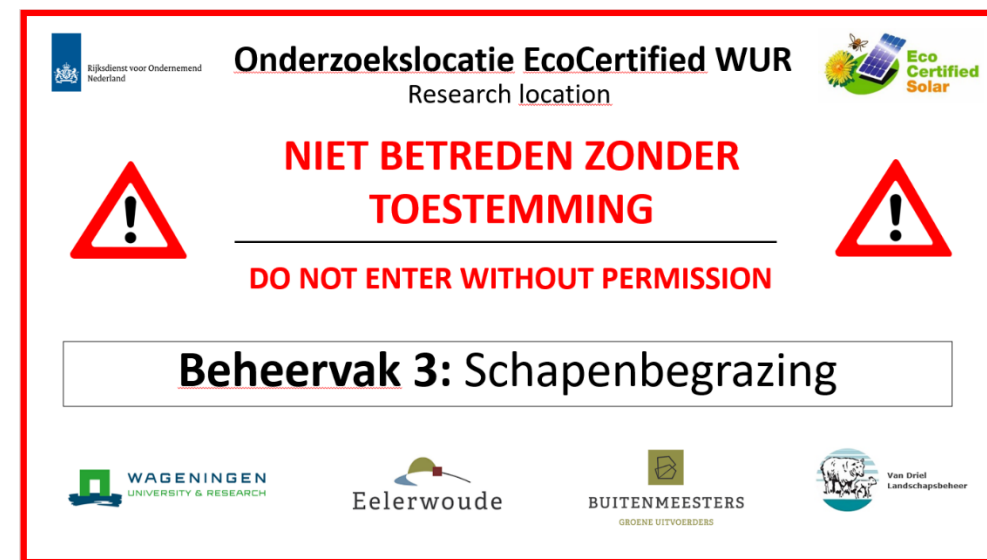 Rijksdienst voor Ondernemend
Nederland
Onderzoekslocatie EcoCertified WUR
Research location
Eco
Certified
Solar
NIET BETREDEN ZONDER
TOESTEMMING
DO NOT ENTER WITHOUT PERMISSION
Beheervak 3: Schapenbegrazing
WAGENINGEN
UNIVERSITY & RESEARCH
Eelerwoude
BUITENMEESTERS
GROENE UITVOERDERS
Van Driel
Landschapsbeheer